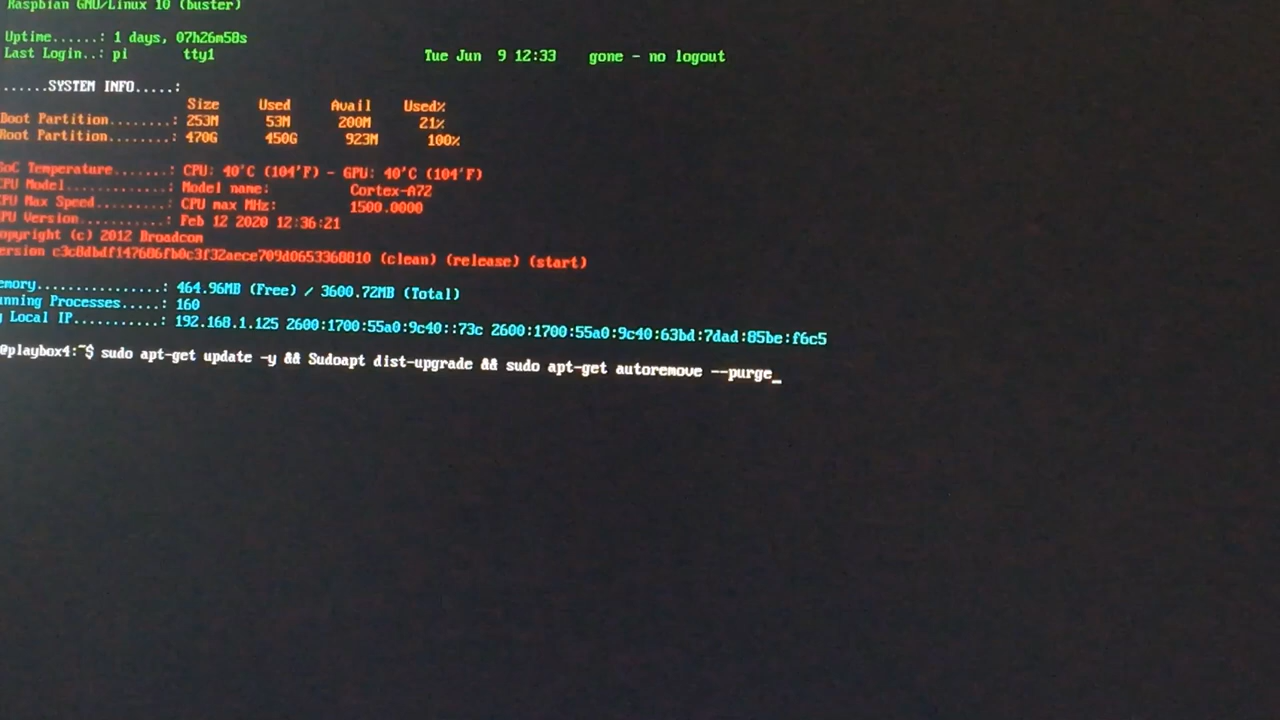 Raspbian GNU/Linux 10 (buster)
Uptime......: 1 days, 07h26m58s
Last Login..: pi tty1 Tue Jun 9 12:33 gone - no logout
......SYSTEM INFO.....:
Size Used Avail Used%
Boot Partition........: 253M 53M 200M 21%
Root Partition........: 470G 450G 923M 100%
SoC Temperature.......: CPU: 40'C (104'F) - GPU: 40'C (104'F)
CPU Model.............: Model name: Cortex-A72
CPU Max Speed.........: CPU max MHz: 1500.0000
PU Version...........: Feb 12 2020 12:36:21
opyright (c) 2012 Broadcom
ersion c3c8dbdf147686fb0c3f32aece709d0653368810 (clean) (release) (start)
emory...............: 464.96MB (Free) / 3600.72MB (Total)
unning Processes.....: 160
Local IP...........: 192.168.1.125 2600:1700:55a0:9c40::73c 2600:1700:55a0:9c40:63bd:7dad:85be:f6c5
@playbox4:~$ sudo apt-get update -y && Sudoapt dist-upgrade && sudo apt-get autoremove --purge_